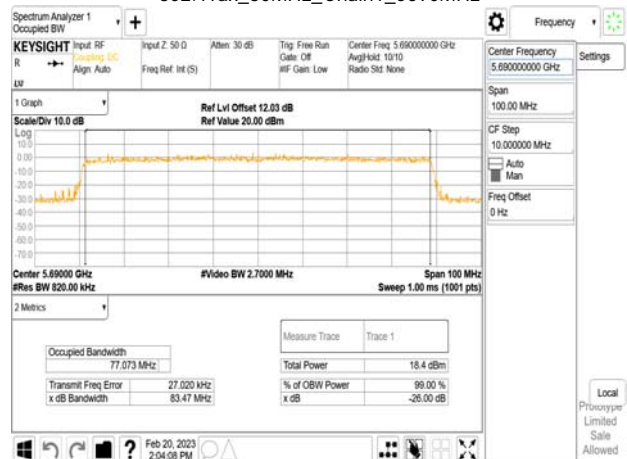 Spectrum Analyzer 1
Occupied BW
Frequency
KEYSIGHT
Input: RF
Coupling: DC
Align: Auto
Input Z: 50 Ω
Freq Ref: Int (S)
Atten: 30 dB
Trig: Free Run
Gate: Off
#IF Gain: Low
Center Freq: 5.690000000 GHz
Avg|Hold: 10/10
Radio Std: None
R
Center Frequency
5.690000000 GHz
Settings
Span
100.00 MHz
CF Step
10.000000 MHz
Auto
Man
Freq Offset
0 Hz
1 Graph
Scale/Div 10.0 dB
Ref Lvl Offset 12.03 dB
Ref Value 20.00 dBm
Log
10.0
0.00
-10.0
-20.0
-30.0
-40.0
-50.0
-60.0
-70.0
Center 5.69000 GHz
#Res BW 820.00 kHz
#Video BW 2.7000 MHz
Span 100 MHz
Sweep 1.00 ms (1001 pts)
2 Metrics
Measure Trace
Trace 1
Occupied Bandwidth
77.073 MHz
Total Power
18.4 dBm
Transmit Freq Error
27.020 kHz
% of OBW Power
99.00 %
x dB Bandwidth
83.47 MHz
x dB
-26.00 dB
Local
Prototype
Limited
Sale
Allowed
?
Feb 20, 2023
2:04:08 PM